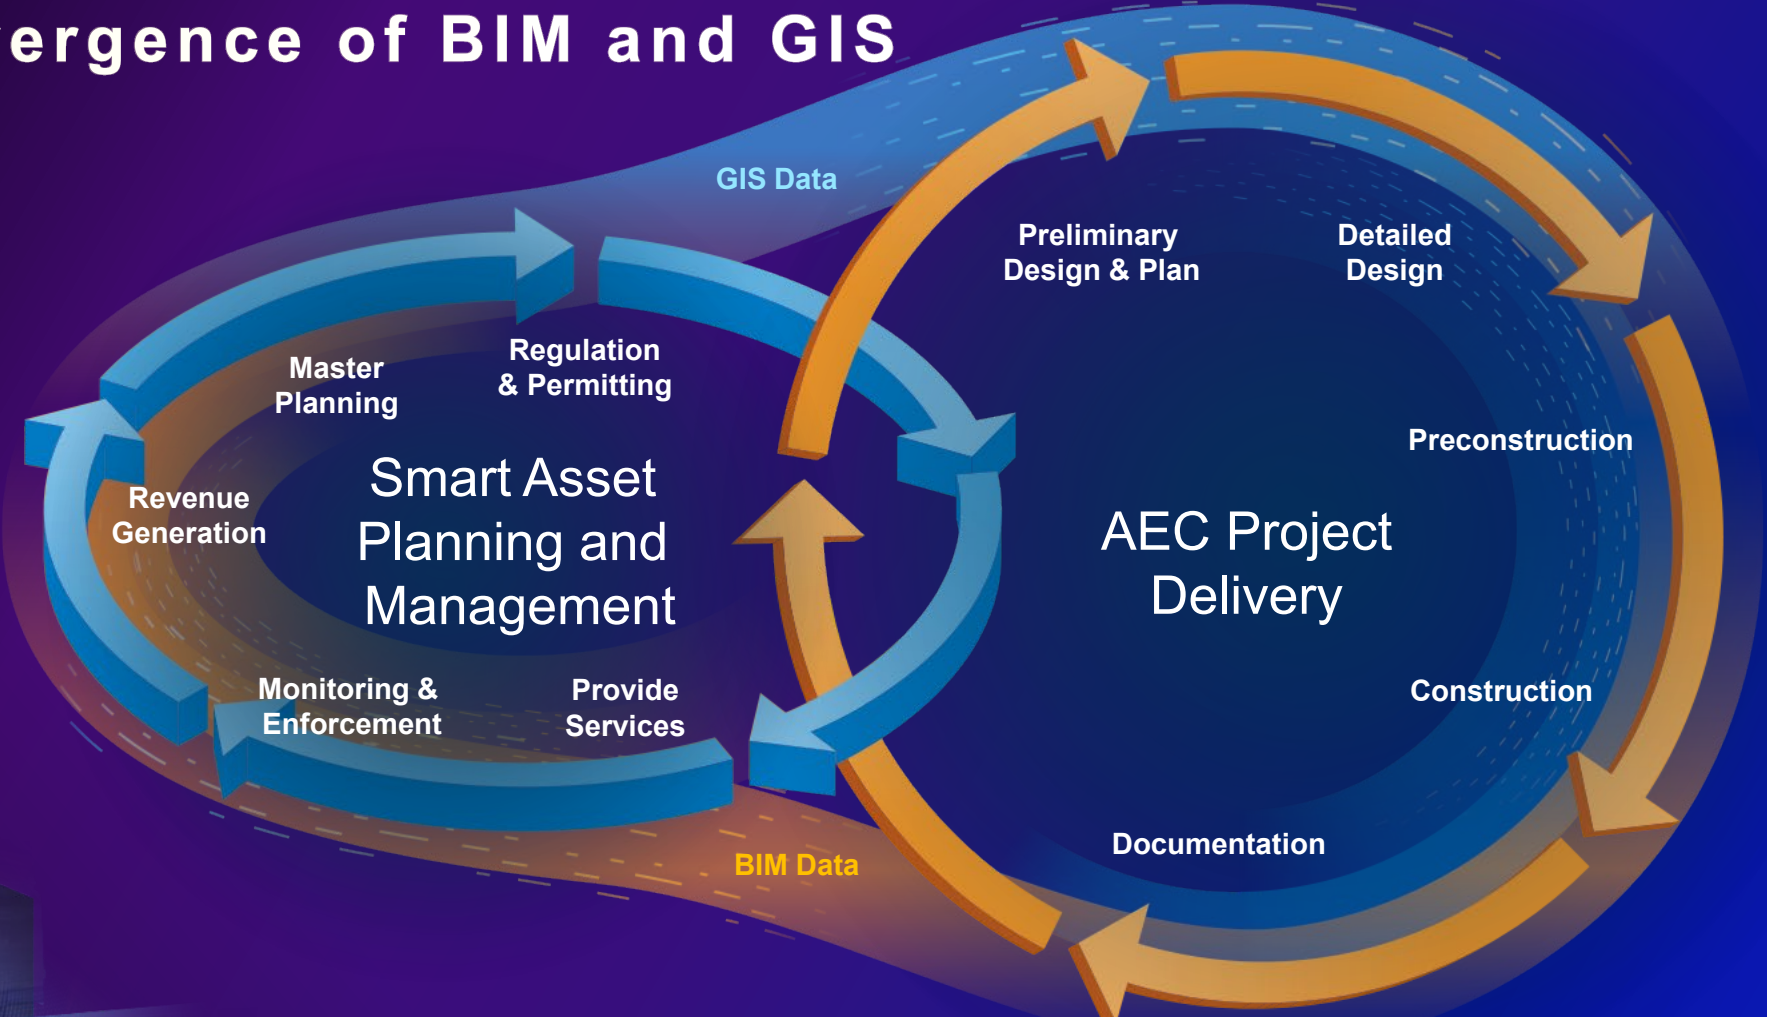 ergence of BIM and GIS
GIS Data
Preliminary
Design & Plan
Detailed
Design
Master
Planning
Regulation
& Permitting
Preconstruction
Revenue
Generation
Smart Asset
Planning and
Management
AEC Project
Delivery
Monitoring &
Enforcement
Provide
Services
Construction
Documentation
BIM Data